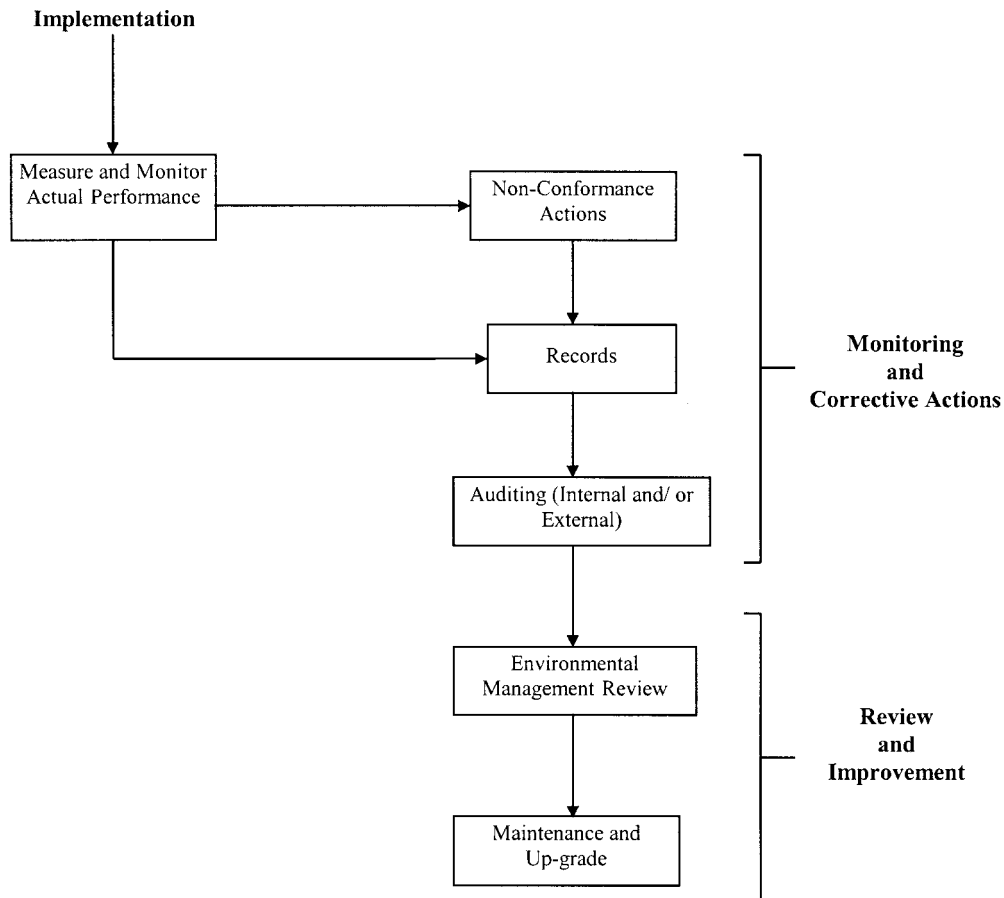 Implementation
Measure and Monitor
Actual Performance
Non-Conformance
Actions
Records
Monitoring
and
Corrective Actions
Auditing (Internal and/ or
External)
Environmental
Management Review
Review
and
Improvement
Maintenance and
Up-grade